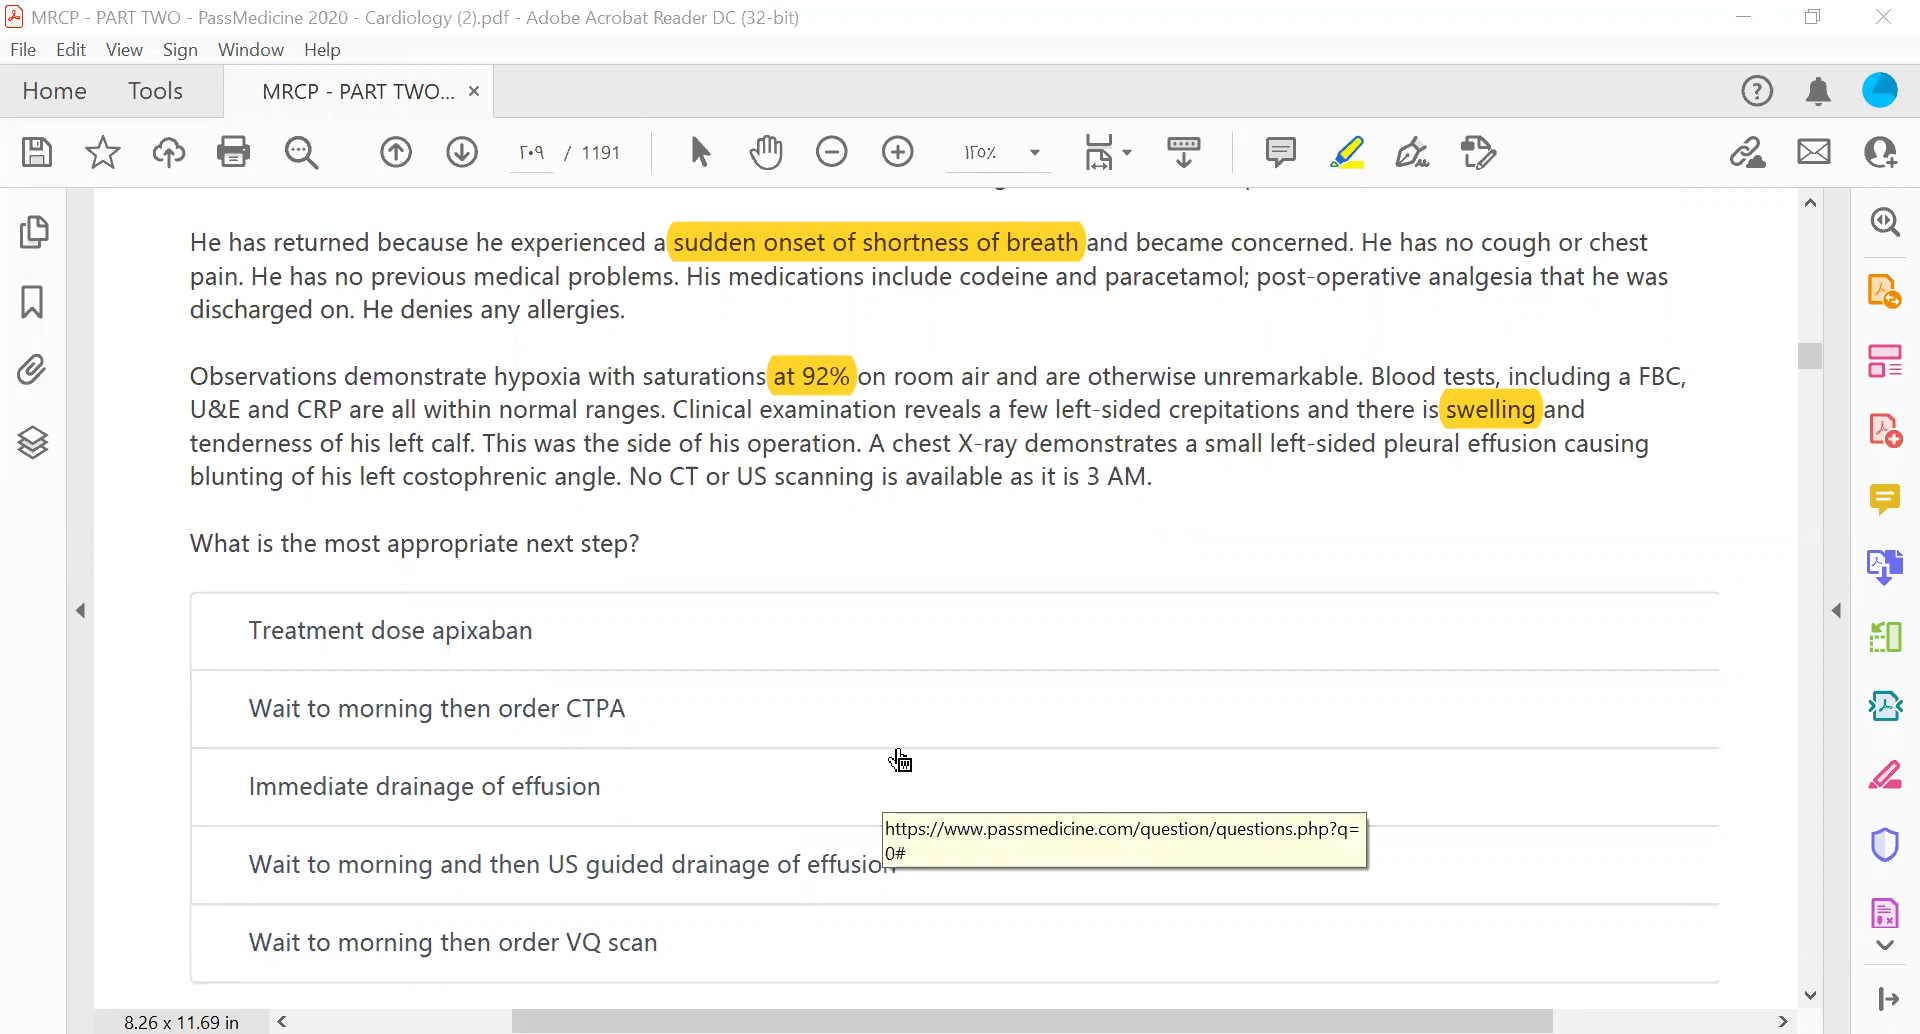 MRCP - PART TWO - PassMedicine 2020 - Cardiology (2).pdf - Adobe Acrobat Reader DC (32-bit)
File Edit View Sign Window Help
Home Tools MRCP - PART TWO... ×
٢٠٩ / 1191 ١٢٥٪
He has returned because he experienced a sudden onset of shortness of breath and became concerned. He has no cough or chest
pain. He has no previous medical problems. His medications include codeine and paracetamol; post-operative analgesia that he was
discharged on. He denies any allergies.
Observations demonstrate hypoxia with saturations at 92% on room air and are otherwise unremarkable. Blood tests, including a FBC,
U&E and CRP are all within normal ranges. Clinical examination reveals a few left-sided crepitations and there is swelling and
tenderness of his left calf. This was the side of his operation. A chest X-ray demonstrates a small left-sided pleural effusion causing
blunting of his left costophrenic angle. No CT or US scanning is available as it is 3 AM.
What is the most appropriate next step?
Treatment dose apixaban
Wait to morning then order CTPA
Immediate drainage of effusion
https://www.passmedicine.com/question/questions.php?q=
0#
Wait to morning and then US guided drainage of effusion
Wait to morning then order VQ scan
8.26 x 11.69 in